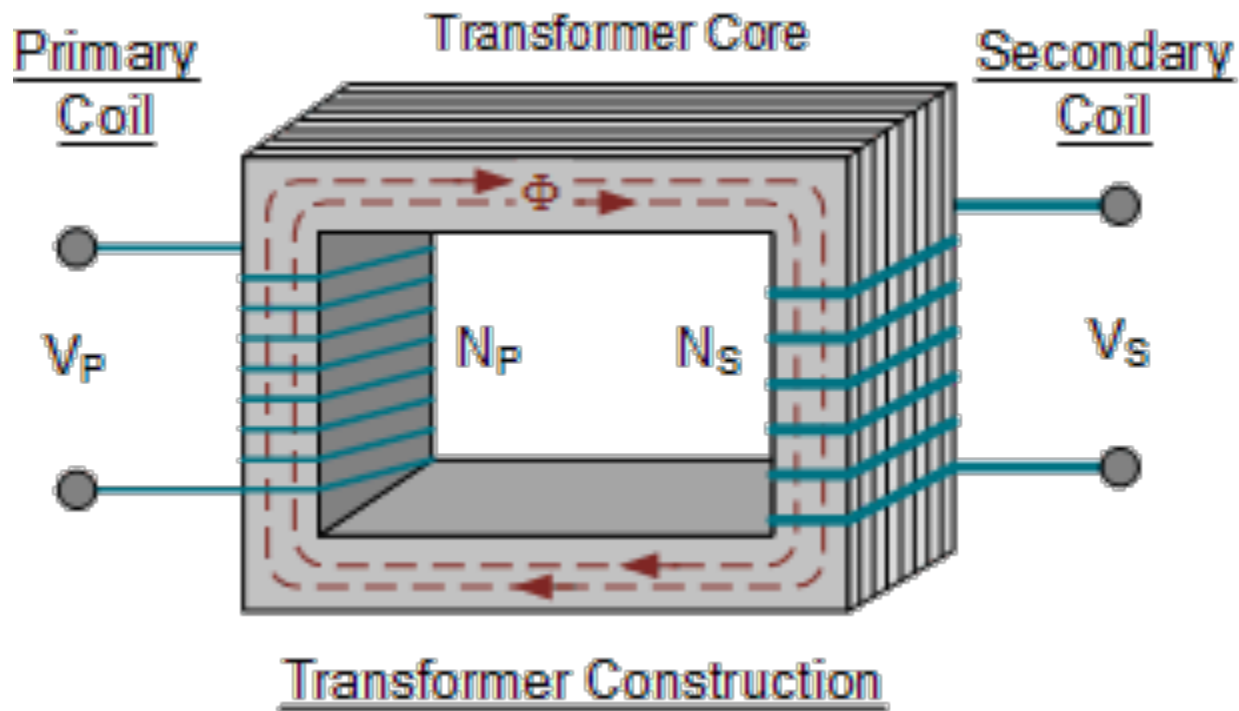 Transformer Core
Primary
Coil
Secondary
Coil
Φ
VP
NP
NS
VS
Transformer Construction